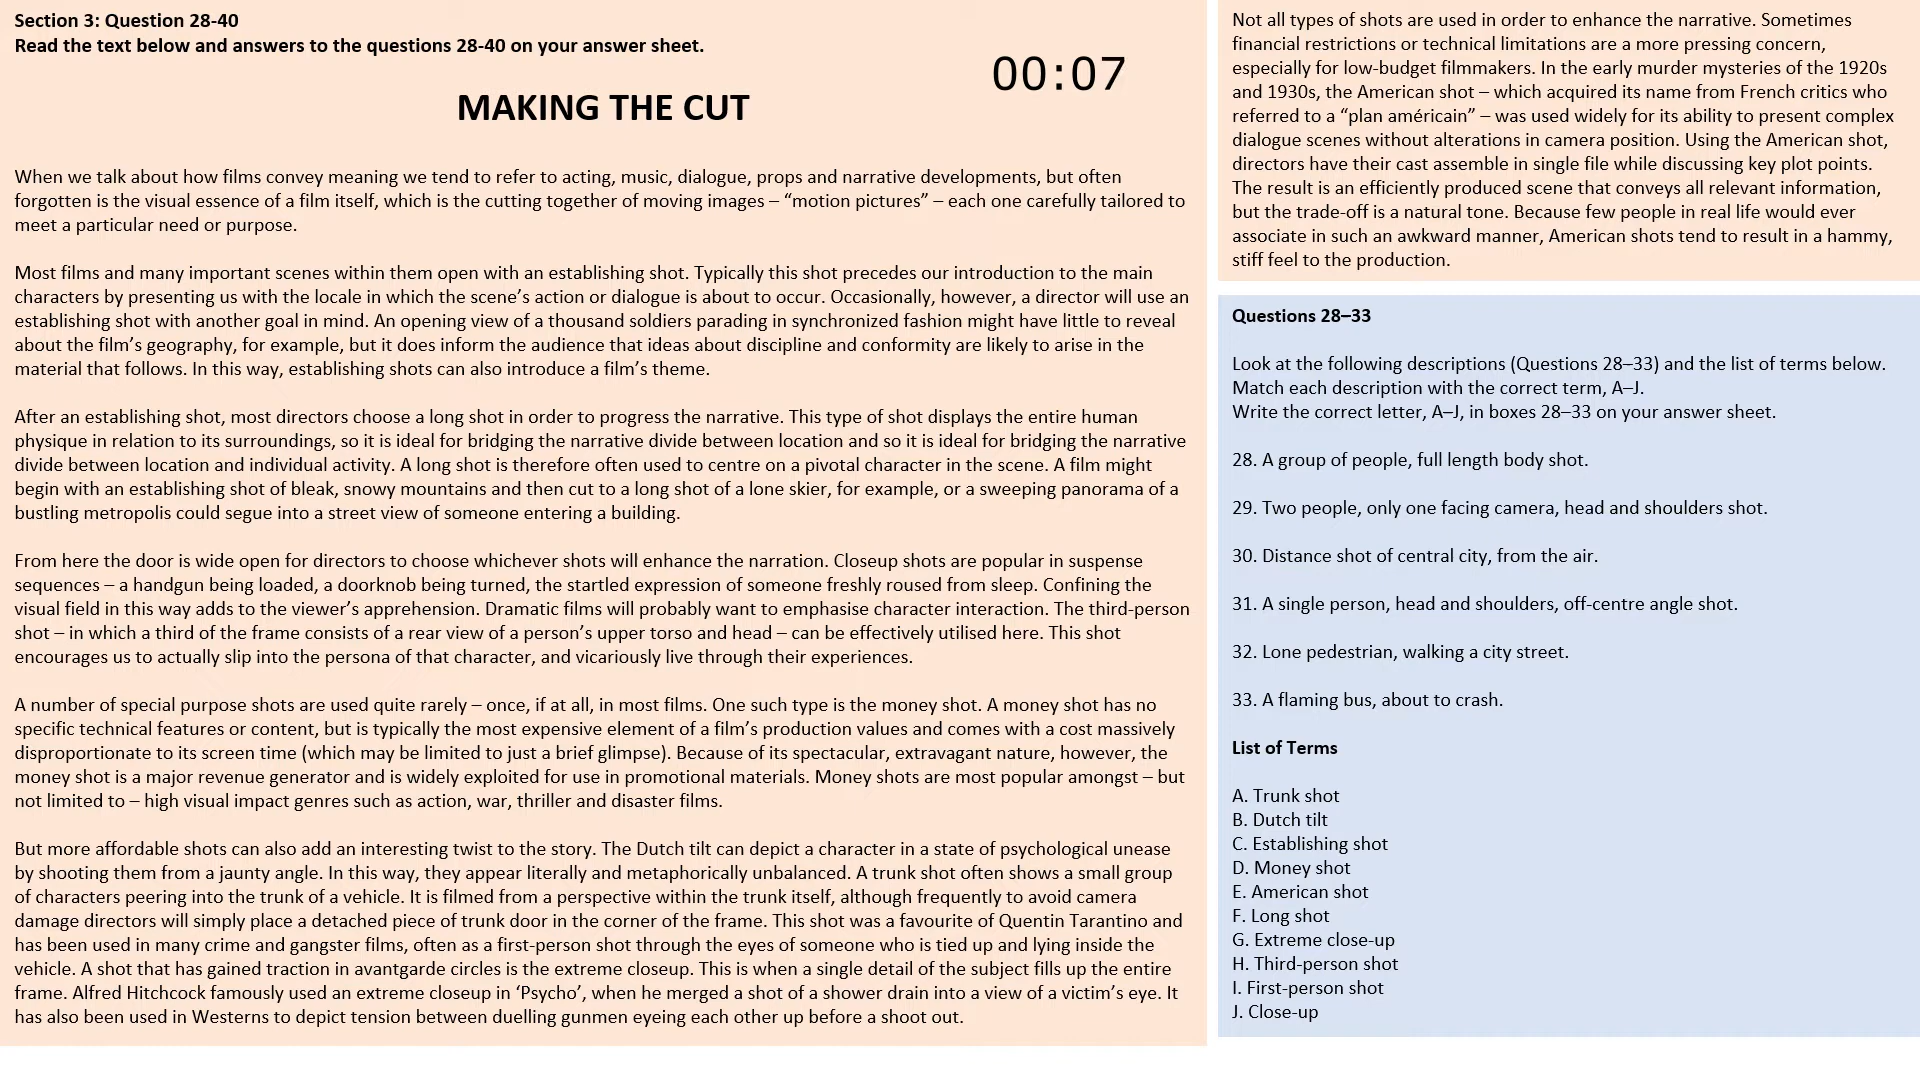 Section 3: Question 28-40
Read the text below and answers to the questions 28-40 on your answer sheet.
00:07
MAKING THE CUT
When we talk about how films convey meaning we tend to refer to acting, music, dialogue, props and narrative developments, but often
forgotten is the visual essence of a film itself, which is the cutting together of moving images – “motion pictures” – each one carefully tailored to
meet a particular need or purpose.
Most films and many important scenes within them open with an establishing shot. Typically this shot precedes our introduction to the main
characters by presenting us with the locale in which the scene’s action or dialogue is about to occur. Occasionally, however, a director will use an
establishing shot with another goal in mind. An opening view of a thousand soldiers parading in synchronized fashion might have little to reveal
about the film’s geography, for example, but it does inform the audience that ideas about discipline and conformity are likely to arise in the
material that follows. In this way, establishing shots can also introduce a film’s theme.
After an establishing shot, most directors choose a long shot in order to progress the narrative. This type of shot displays the entire human
physique in relation to its surroundings, so it is ideal for bridging the narrative divide between location and so it is ideal for bridging the narrative
divide between location and individual activity. A long shot is therefore often used to centre on a pivotal character in the scene. A film might
begin with an establishing shot of bleak, snowy mountains and then cut to a long shot of a lone skier, for example, or a sweeping panorama of a
bustling metropolis could segue into a street view of someone entering a building.
From here the door is wide open for directors to choose whichever shots will enhance the narration. Closeup shots are popular in suspense
sequences – a handgun being loaded, a doorknob being turned, the startled expression of someone freshly roused from sleep. Confining the
visual field in this way adds to the viewer’s apprehension. Dramatic films will probably want to emphasise character interaction. The third-person
shot – in which a third of the frame consists of a rear view of a person’s upper torso and head – can be effectively utilised here. This shot
encourages us to actually slip into the persona of that character, and vicariously live through their experiences.
A number of special purpose shots are used quite rarely – once, if at all, in most films. One such type is the money shot. A money shot has no
specific technical features or content, but is typically the most expensive element of a film’s production values and comes with a cost massively
disproportionate to its screen time (which may be limited to just a brief glimpse). Because of its spectacular, extravagant nature, however, the
money shot is a major revenue generator and is widely exploited for use in promotional materials. Money shots are most popular amongst – but
not limited to – high visual impact genres such as action, war, thriller and disaster films.
But more affordable shots can also add an interesting twist to the story. The Dutch tilt can depict a character in a state of psychological unease
by shooting them from a jaunty angle. In this way, they appear literally and metaphorically unbalanced. A trunk shot often shows a small group
of characters peering into the trunk of a vehicle. It is filmed from a perspective within the trunk itself, although frequently to avoid camera
damage directors will simply place a detached piece of trunk door in the corner of the frame. This shot was a favourite of Quentin Tarantino and
has been used in many crime and gangster films, often as a first-person shot through the eyes of someone who is tied up and lying inside the
vehicle. A shot that has gained traction in avantgarde circles is the extreme closeup. This is when a single detail of the subject fills up the entire
frame. Alfred Hitchcock famously used an extreme closeup in ‘Psycho’, when he merged a shot of a shower drain into a view of a victim’s eye. It
has also been used in Westerns to depict tension between duelling gunmen eyeing each other up before a shoot out.
Not all types of shots are used in order to enhance the narrative. Sometimes
financial restrictions or technical limitations are a more pressing concern,
especially for low-budget filmmakers. In the early murder mysteries of the 1920s
and 1930s, the American shot – which acquired its name from French critics who
referred to a “plan américain” – was used widely for its ability to present complex
dialogue scenes without alterations in camera position. Using the American shot,
directors have their cast assemble in single file while discussing key plot points.
The result is an efficiently produced scene that conveys all relevant information,
but the trade-off is a natural tone. Because few people in real life would ever
associate in such an awkward manner, American shots tend to result in a hammy,
stiff feel to the production.
Questions 28–33
Look at the following descriptions (Questions 28–33) and the list of terms below.
Match each description with the correct term, A–J.
Write the correct letter, A–J, in boxes 28–33 on your answer sheet.
28. A group of people, full length body shot.
29. Two people, only one facing camera, head and shoulders shot.
30. Distance shot of central city, from the air.
31. A single person, head and shoulders, off-centre angle shot.
32. Lone pedestrian, walking a city street.
33. A flaming bus, about to crash.
List of Terms
A. Trunk shot
B. Dutch tilt
C. Establishing shot
D. Money shot
E. American shot
F. Long shot
G. Extreme close-up
H. Third-person shot
I. First-person shot
J. Close-up